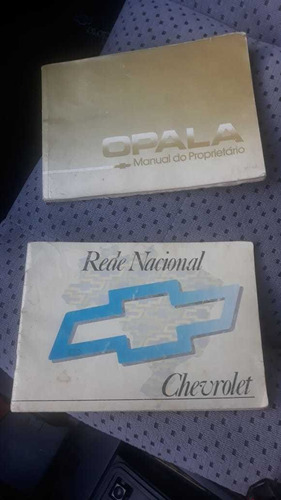 OPALA
Manual do Proprietário
Rede Nacional
Chevrolet